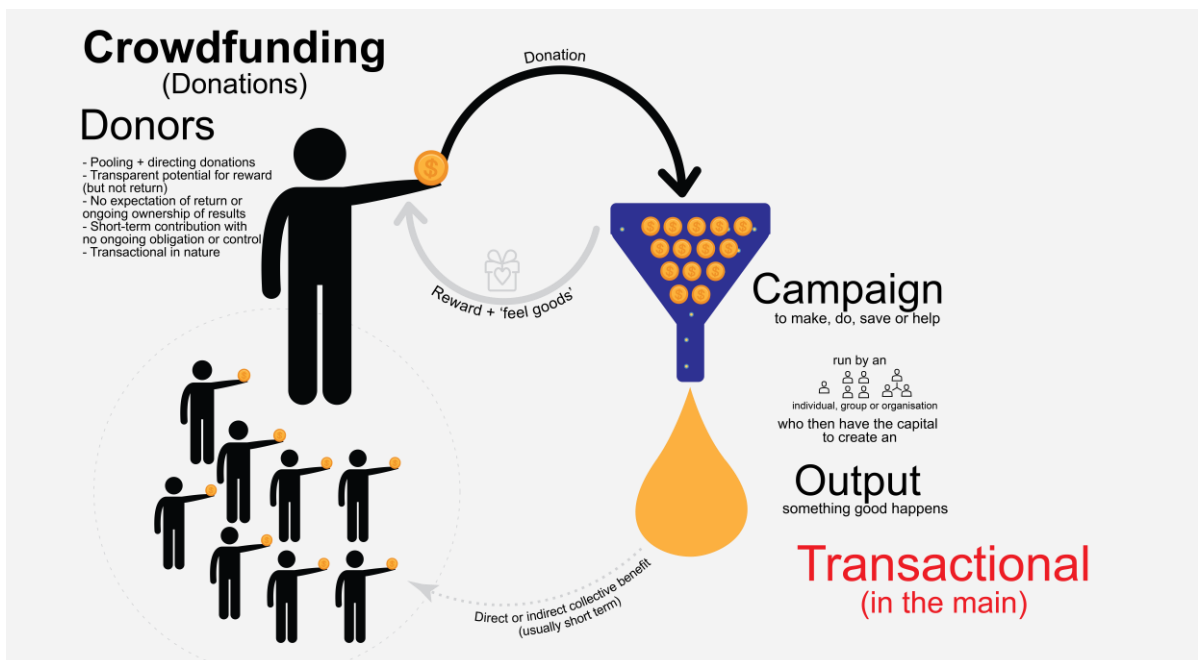 Crowdfunding
(Donations)
Donors
- Pooling + directing donations
- Transparent potential for reward
(but not return)
- No expectation of return or
ongoing ownership of results
- Short-term contribution with
no ongoing obligation or control
- Transactional in nature
Donation
Reward + 'feel goods'
Campaign
to make, do, save or help
run by an
individual, group or organisation
who then have the capital
to create an
Output
something good happens
Transactional
(in the main)
Direct or indirect collective benefit
(usually short term)